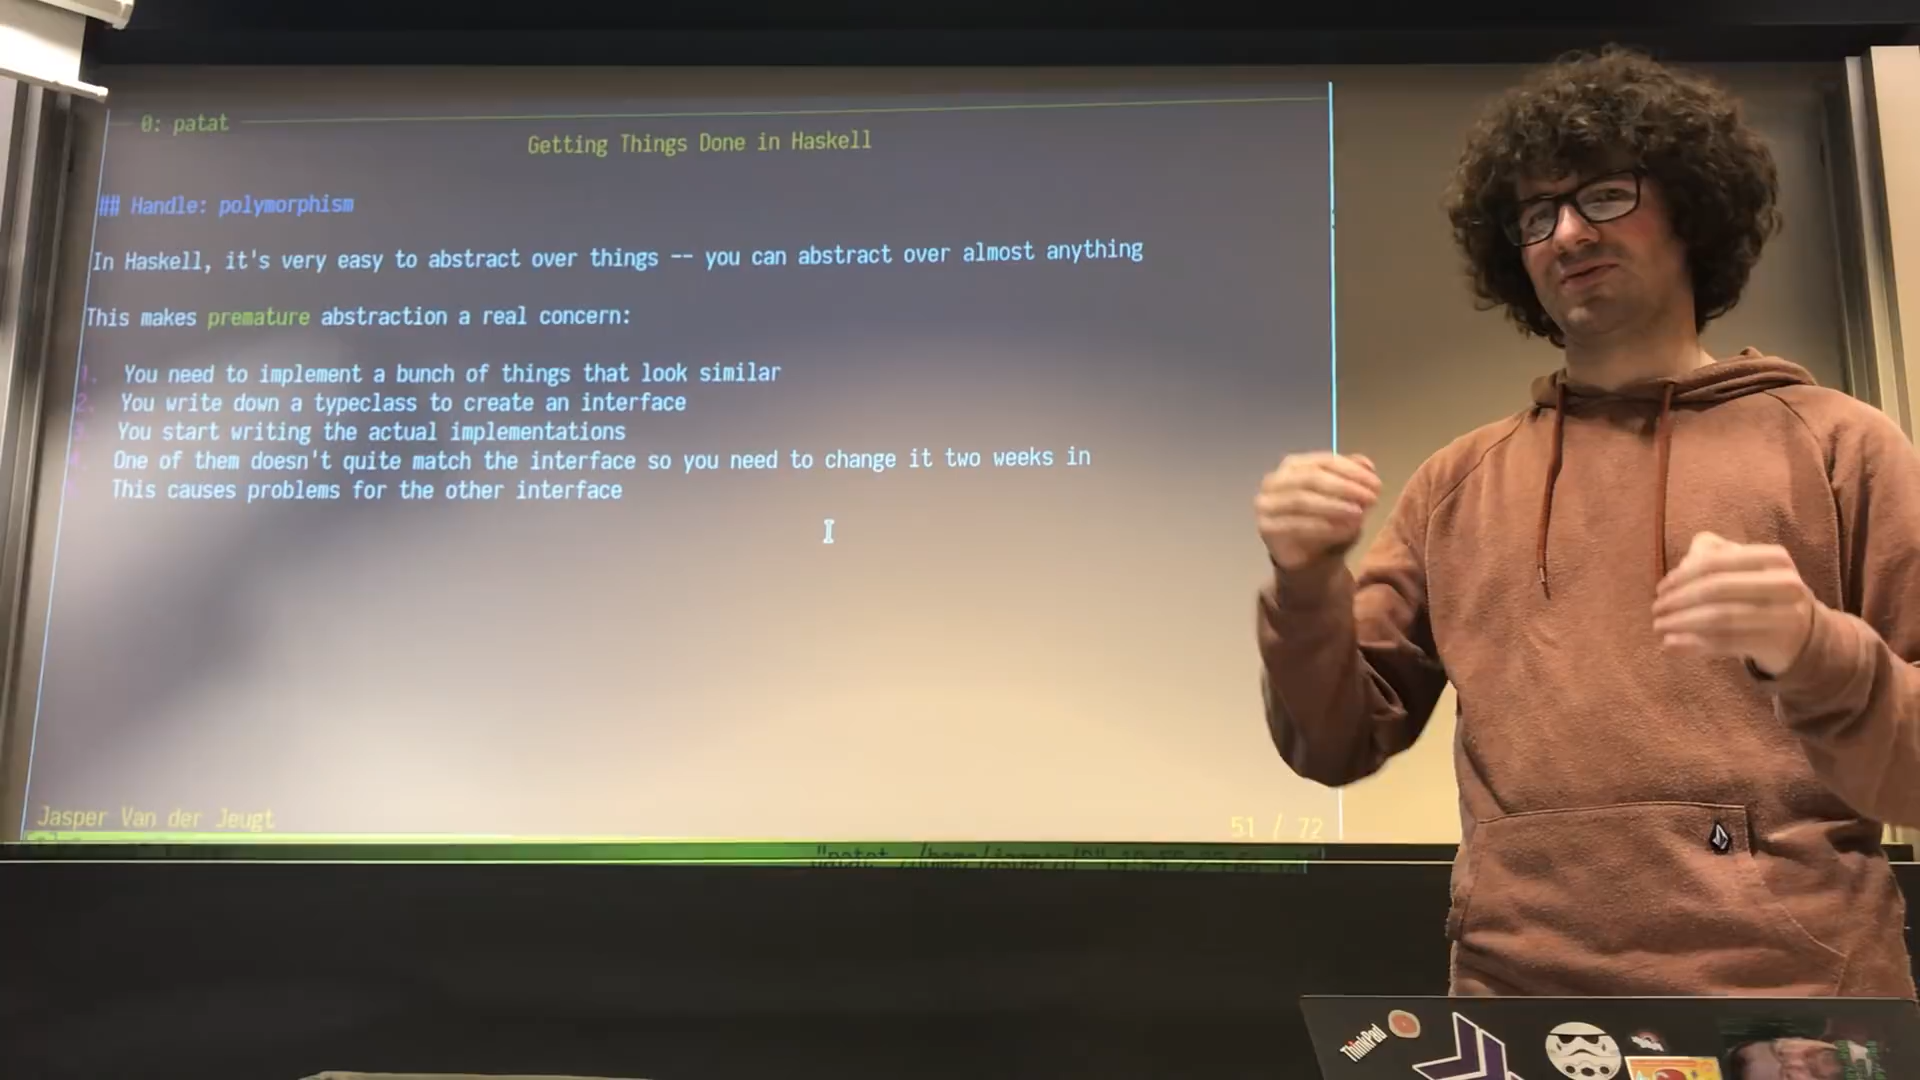 0: patat
Getting Things Done in Haskell
## Handle: polymorphism
In Haskell, it's very easy to abstract over things -- you can abstract over almost anything
This makes premature abstraction a real concern:
1. You need to implement a bunch of things that look similar
2. You write down a typeclass to create an interface
3. You start writing the actual implementations
4. One of them doesn't quite match the interface so you need to change it two weeks in
This causes problems for the other interface
Jasper Van der Jeugt
51 / 72
ThinkPad